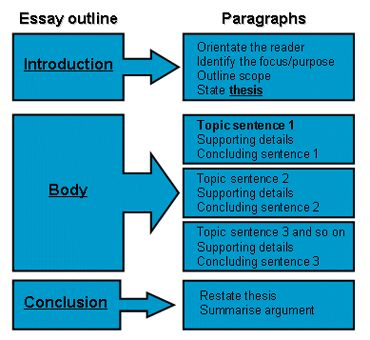 Essay outline
Paragraphs
Introduction
Orientate the reader
Identify the focus/purpose
Outline scope
State thesis
Body
Topic sentence 1
Supporting details
Concluding sentence 1
Topic sentence 2
Supporting details
Concluding sentence 2
Topic sentence 3 and so on
Supporting details
Concluding sentence 3
Conclusion
Restate thesis
Summarise argument